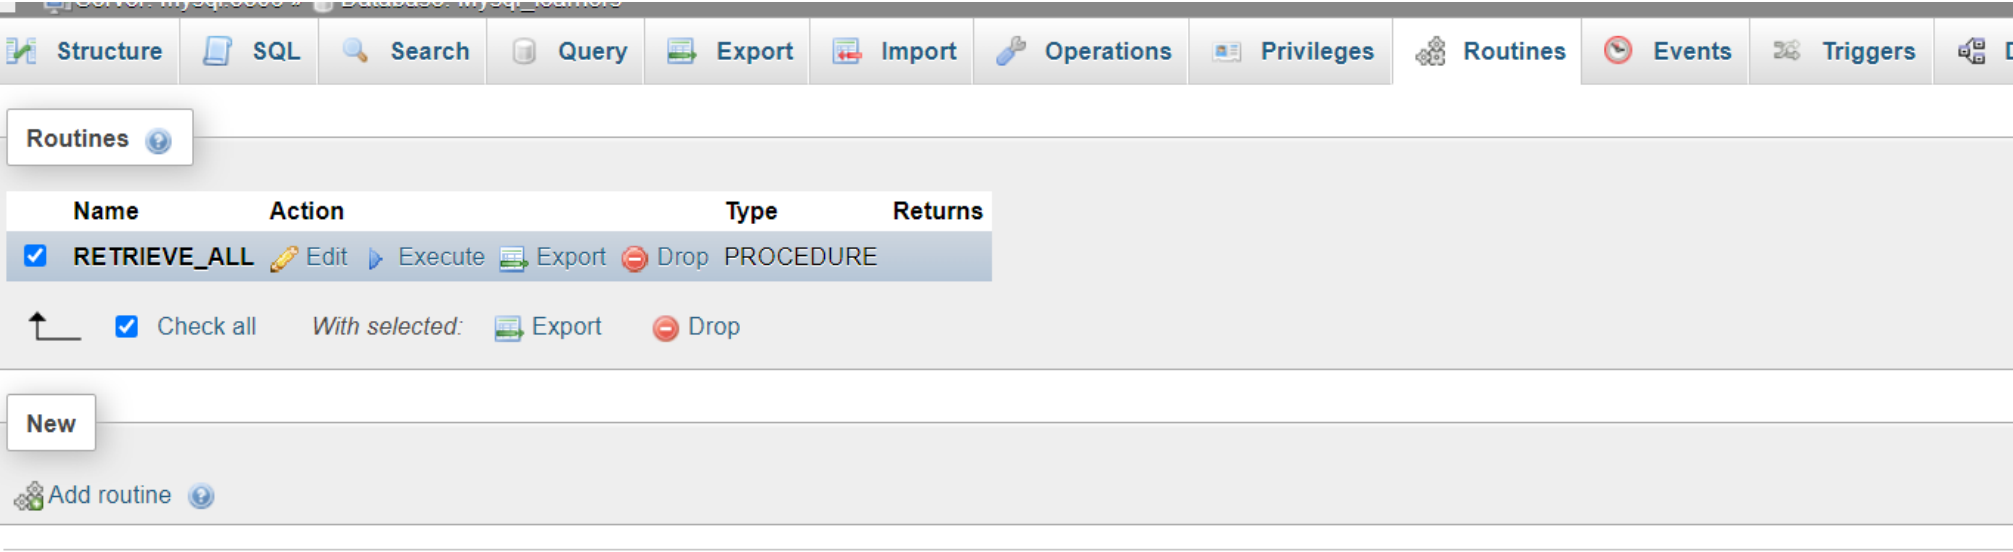 Structure SQL Search Query Export Import Operations Privileges Routines Events Triggers
Routines
Name Action Type Returns
RETRIEVE_ALL Edit Execute Export Drop PROCEDURE
Check all With selected: Export Drop
New
Add routine